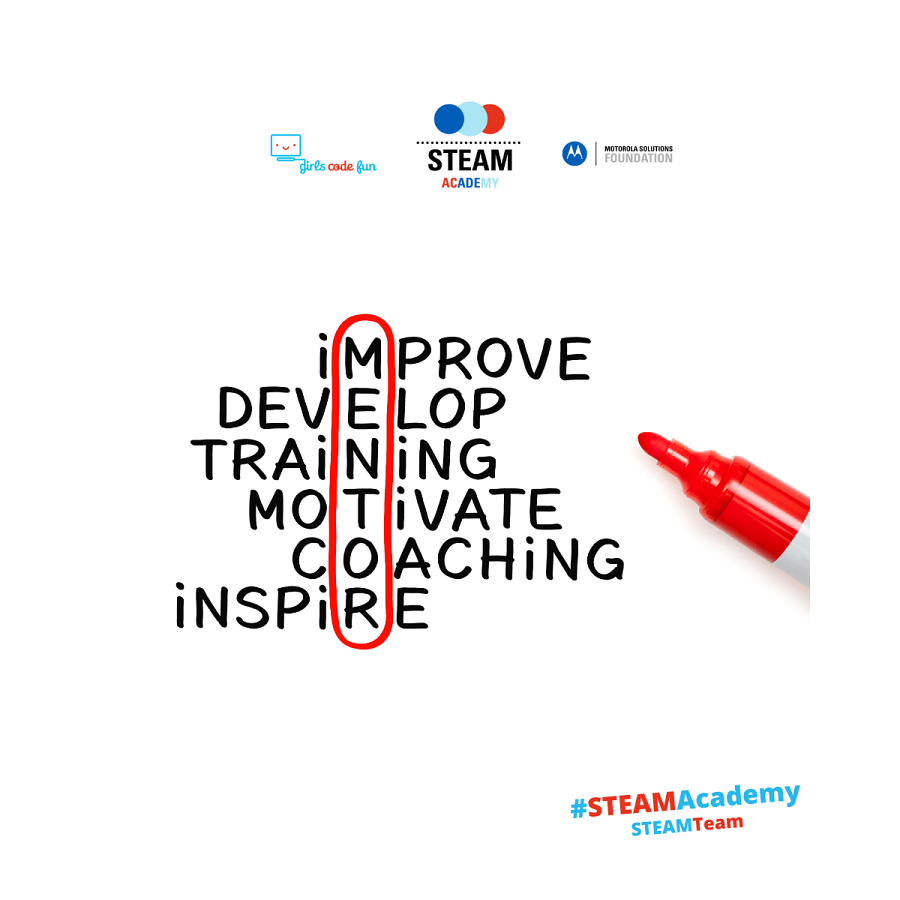 girls code fun
STEAM
ACADEMY
MOTOROLA SOLUTIONS
FOUNDATION
iMPROVE
DEVELOP
TRAiNiNG
MOTiVATE
COACHiNG
iNSPiRE
#STEAMAcademy
STEAMTeam